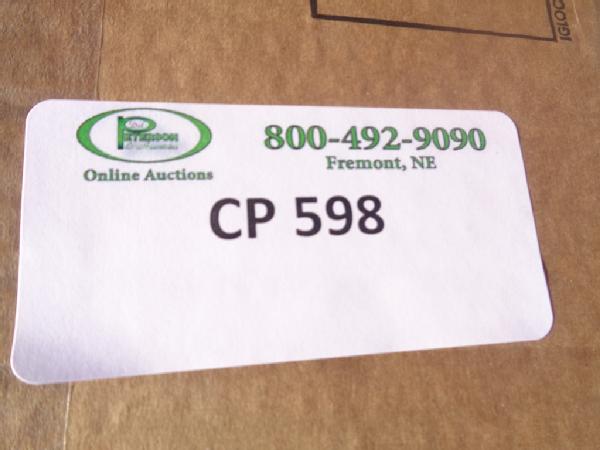 PETERSON
Online Auctions
800-492-9090
Fremont, NE
CP 598